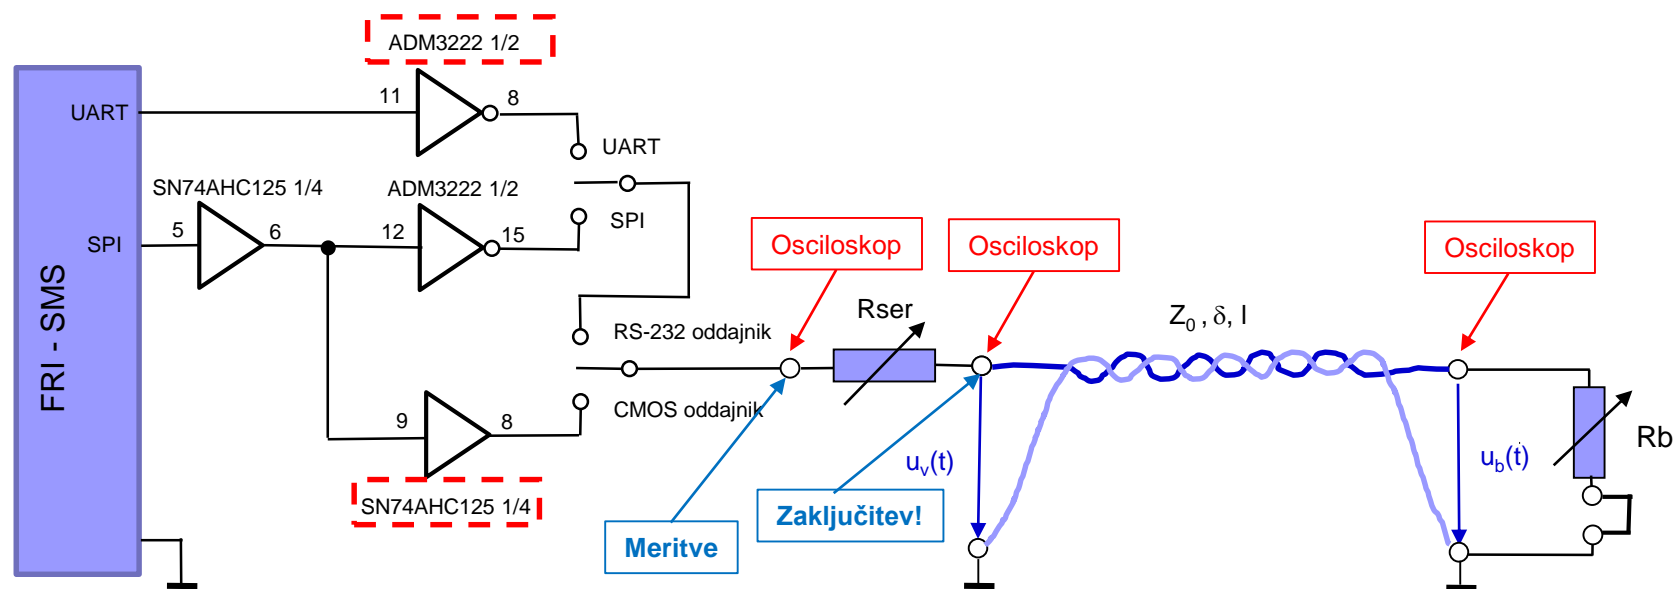 ADM3222 1/2
11
8
UART
UART
SN74AHC125 1/4
ADM3222 1/2
SPI
5
6
12
15
SPI
FRI - SMS
Osciloskop
Osciloskop
Osciloskop
Rser
Z0 , δ, l
RS-232 oddajnik
9
8
CMOS oddajnik
SN74AHC125 1/4
uv(t)
ub(t)
Rb
Meritve
Zaključitev!